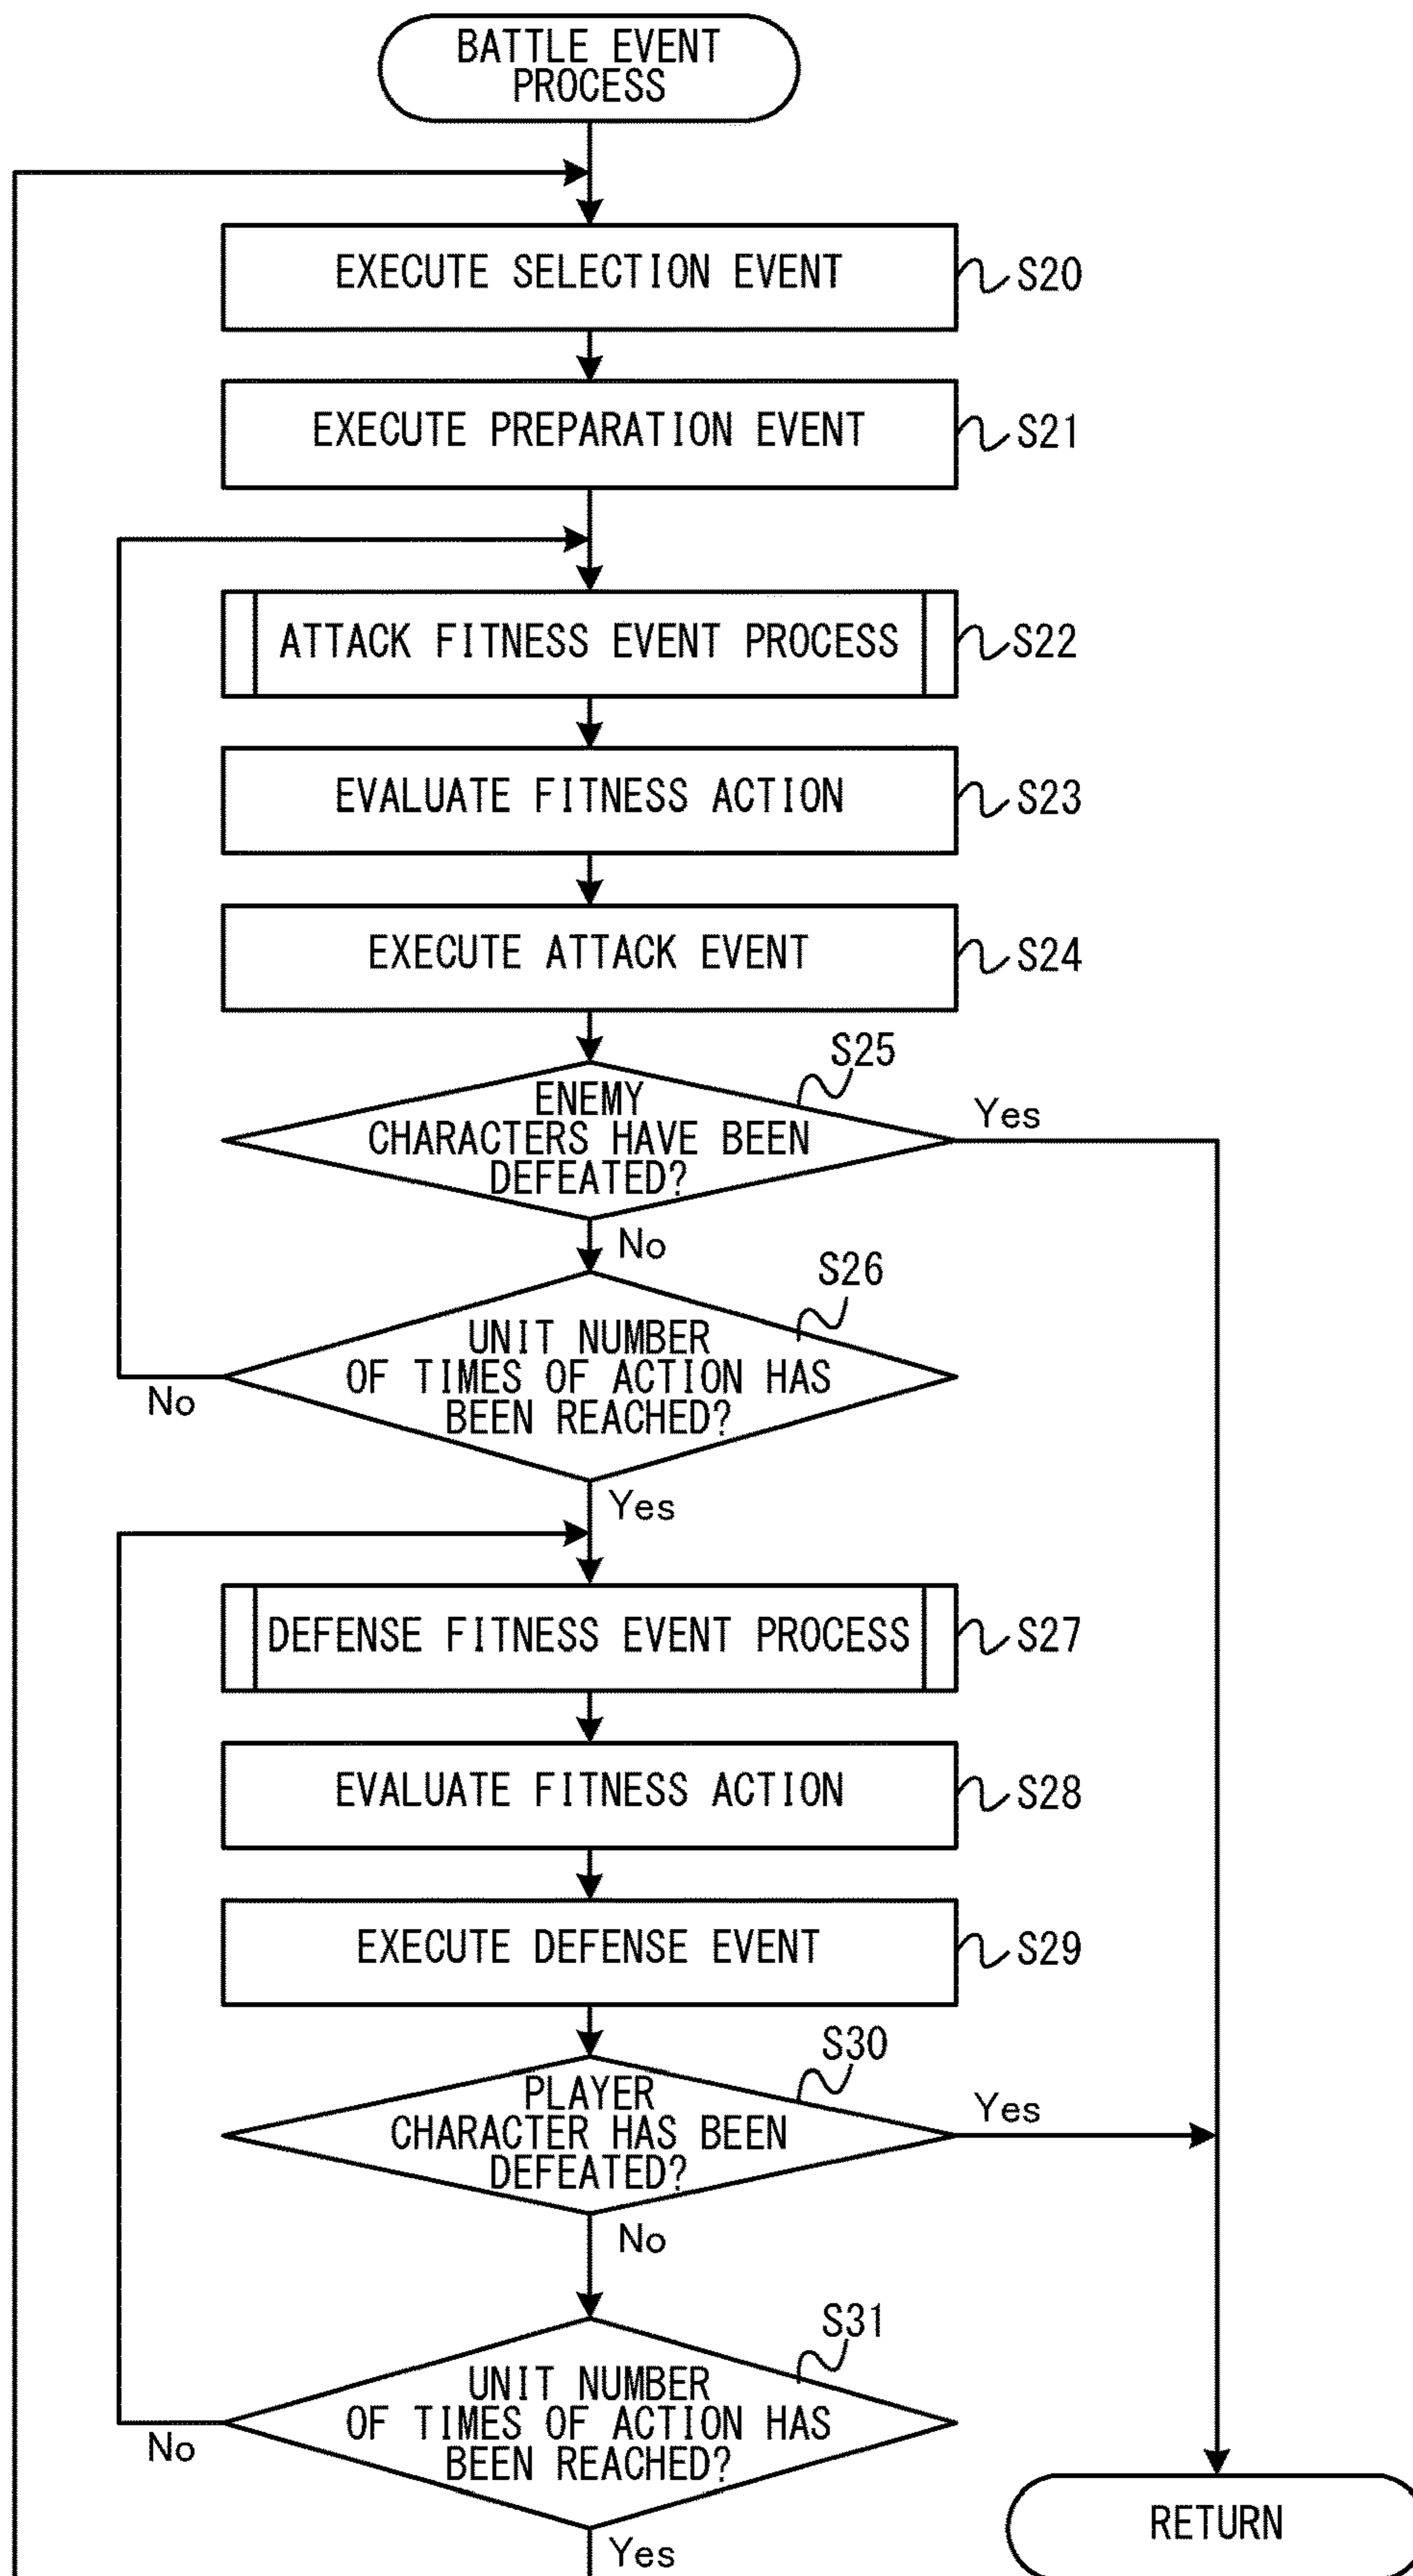 BATTLE EVENT
PROCESS
EXECUTE SELECTION EVENT
S20
EXECUTE PREPARATION EVENT
S21
ATTACK FITNESS EVENT PROCESS
S22
EVALUATE FITNESS ACTION
S23
EXECUTE ATTACK EVENT
S24
S25
ENEMY
CHARACTERS HAVE BEEN
DEFEATED?
Yes
No
S26
UNIT NUMBER
OF TIMES OF ACTION HAS
BEEN REACHED?
No
Yes
DEFENSE FITNESS EVENT PROCESS
S27
EVALUATE FITNESS ACTION
S28
EXECUTE DEFENSE EVENT
S29
S30
PLAYER
CHARACTER HAS BEEN
DEFEATED?
Yes
No
S31
UNIT NUMBER
OF TIMES OF ACTION HAS
BEEN REACHED?
No
Yes
RETURN